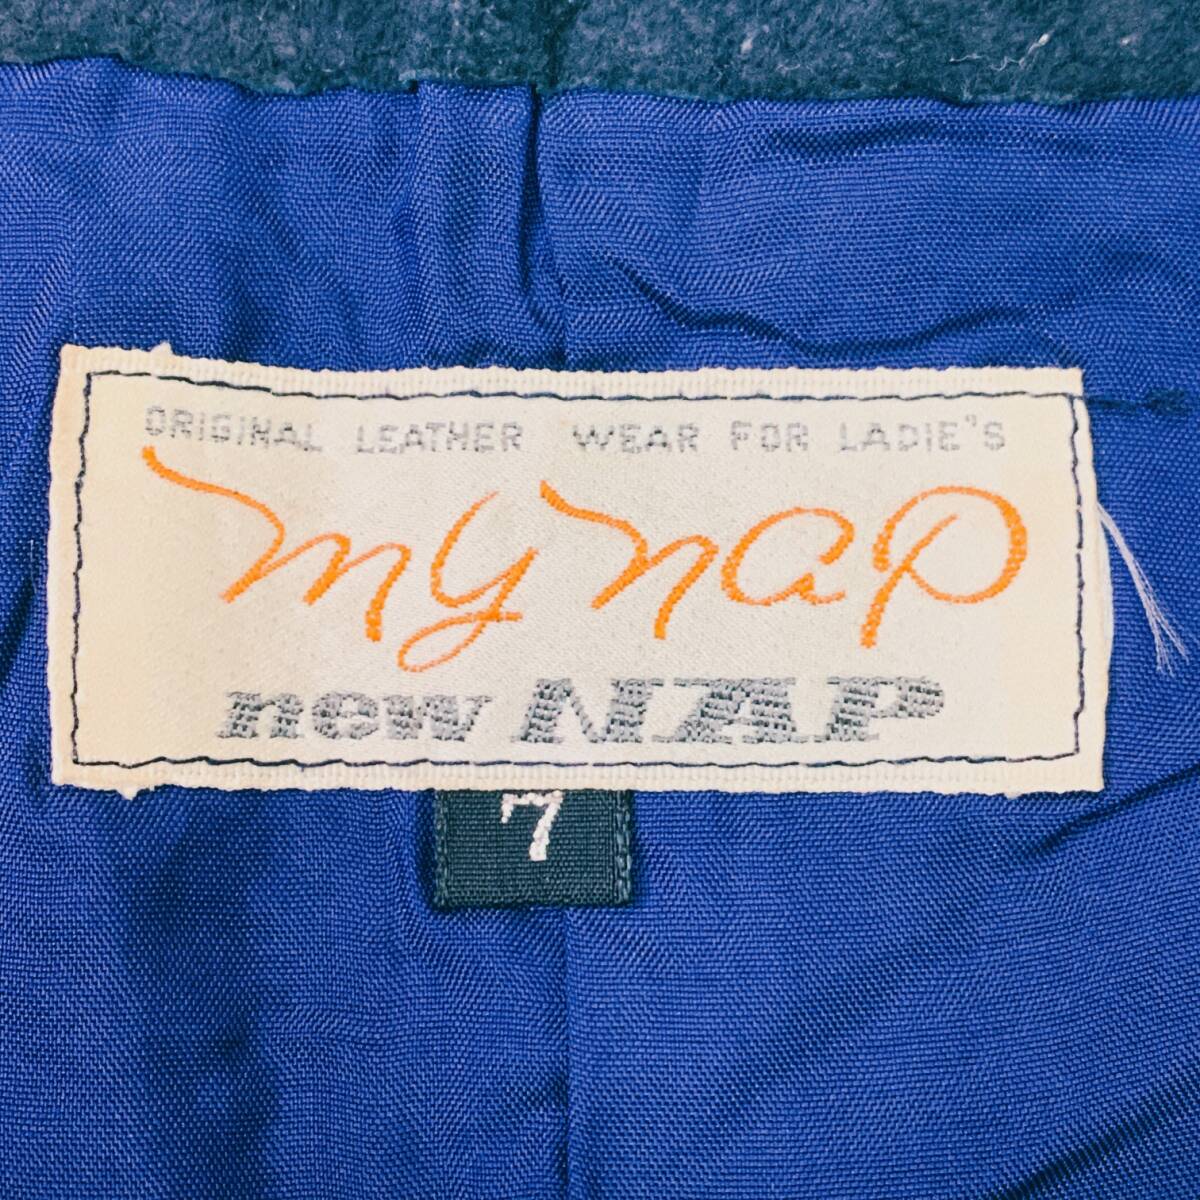 ORIGINAL LEATHER WEAR FOR LADIE'S
my nap
new NAP
7